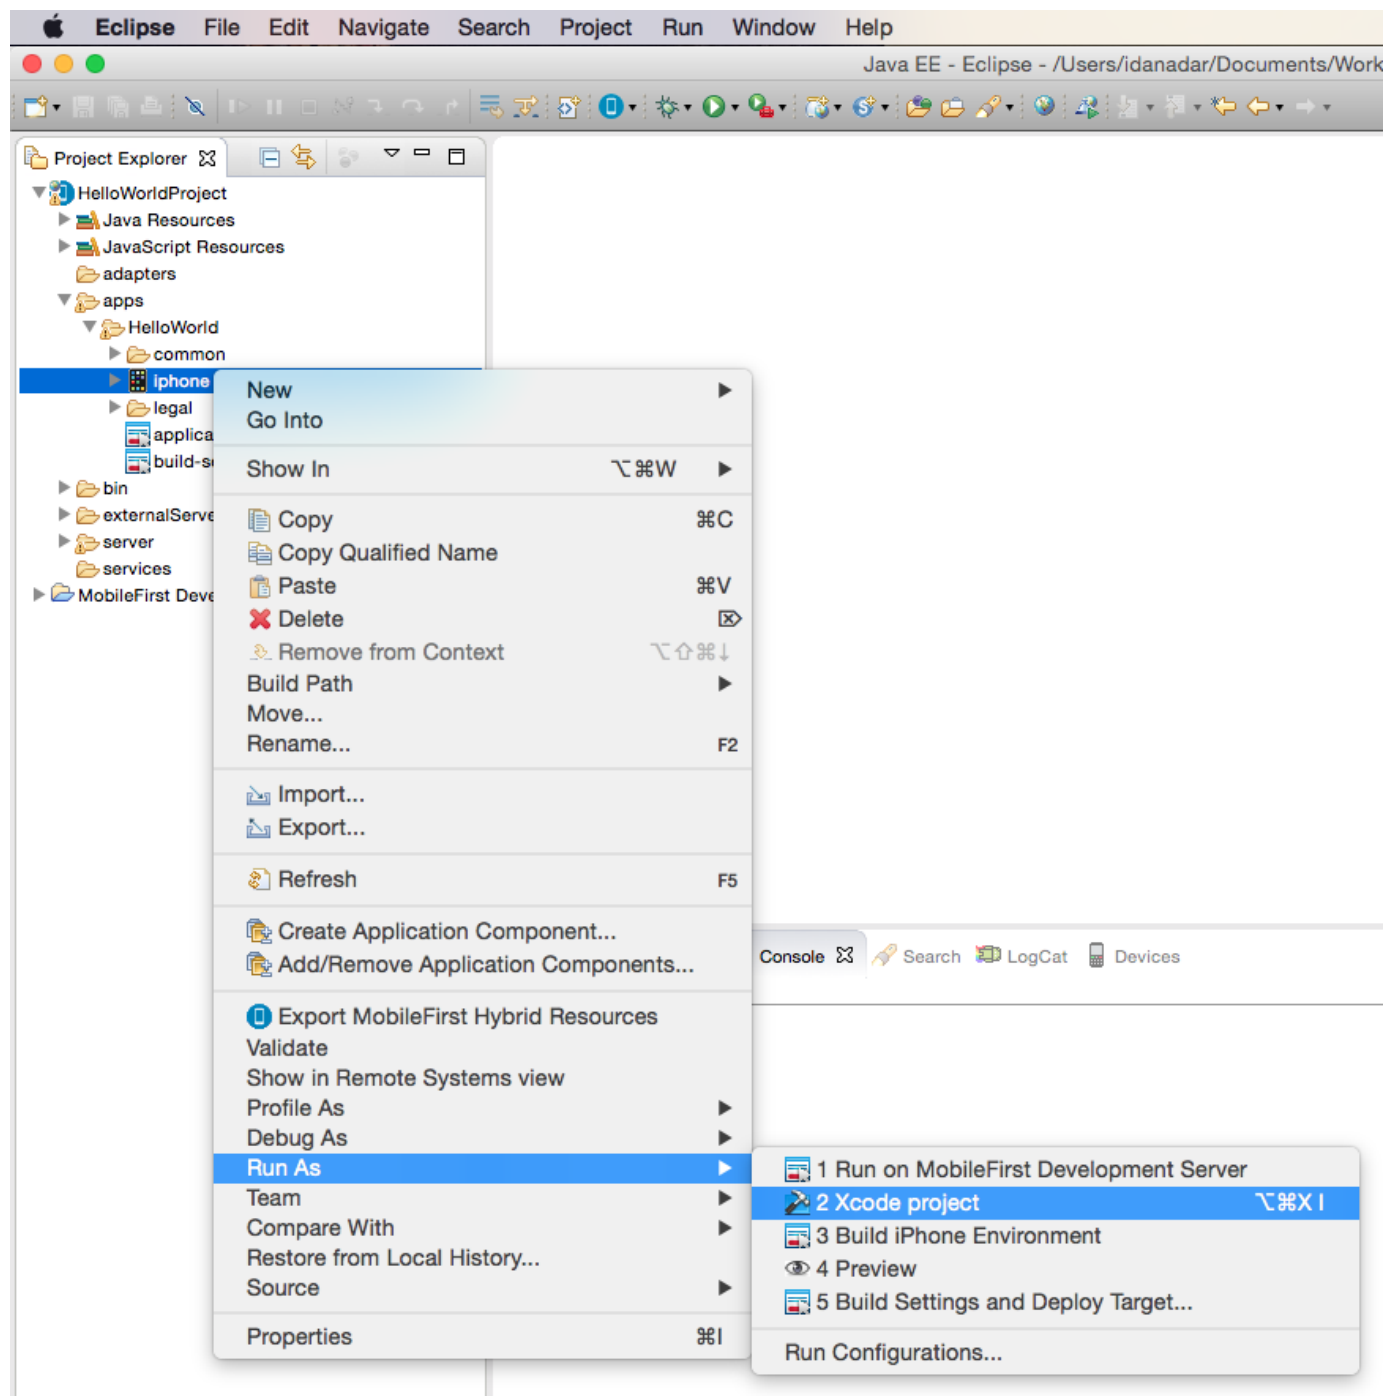 Eclipse File Edit Navigate Search Project Run Window Help
Java EE - Eclipse - /Users/idanadar/Documents/Work
Project Explorer
HelloWorldProject
Java Resources
JavaScript Resources
adapters
apps
HelloWorld
common
iphone
legal
applica
build-s
bin
externalServe
server
services
MobileFirst Deve
New
Go Into
Show In ⌥⌘W
Copy ⌘C
Copy Qualified Name
Paste ⌘V
Delete ⌦
Remove from Context ⌥⇧⌘↓
Build Path
Move...
Rename... F2
Import...
Export...
Refresh F5
Create Application Component...
Add/Remove Application Components...
Export MobileFirst Hybrid Resources
Validate
Show in Remote Systems view
Profile As
Debug As
Run As
Team
Compare With
Restore from Local History...
Source
Properties ⌘I
Console Search LogCat Devices
1 Run on MobileFirst Development Server
2 Xcode project ⌥⌘X I
3 Build iPhone Environment
4 Preview
5 Build Settings and Deploy Target...
Run Configurations...